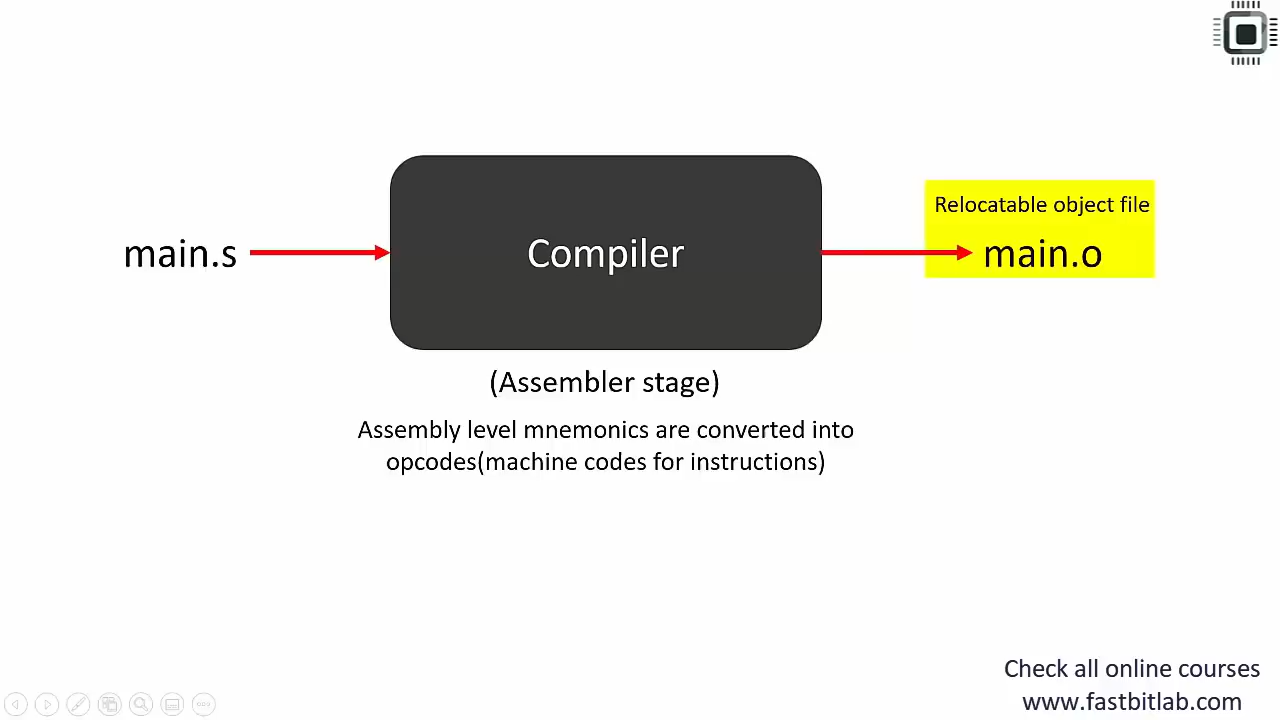 Relocatable object file
main.s
Compiler
main.o
(Assembler stage)
Assembly level mnemonics are converted into
opcodes(machine codes for instructions)
Check all online courses
www.fastbitlab.com